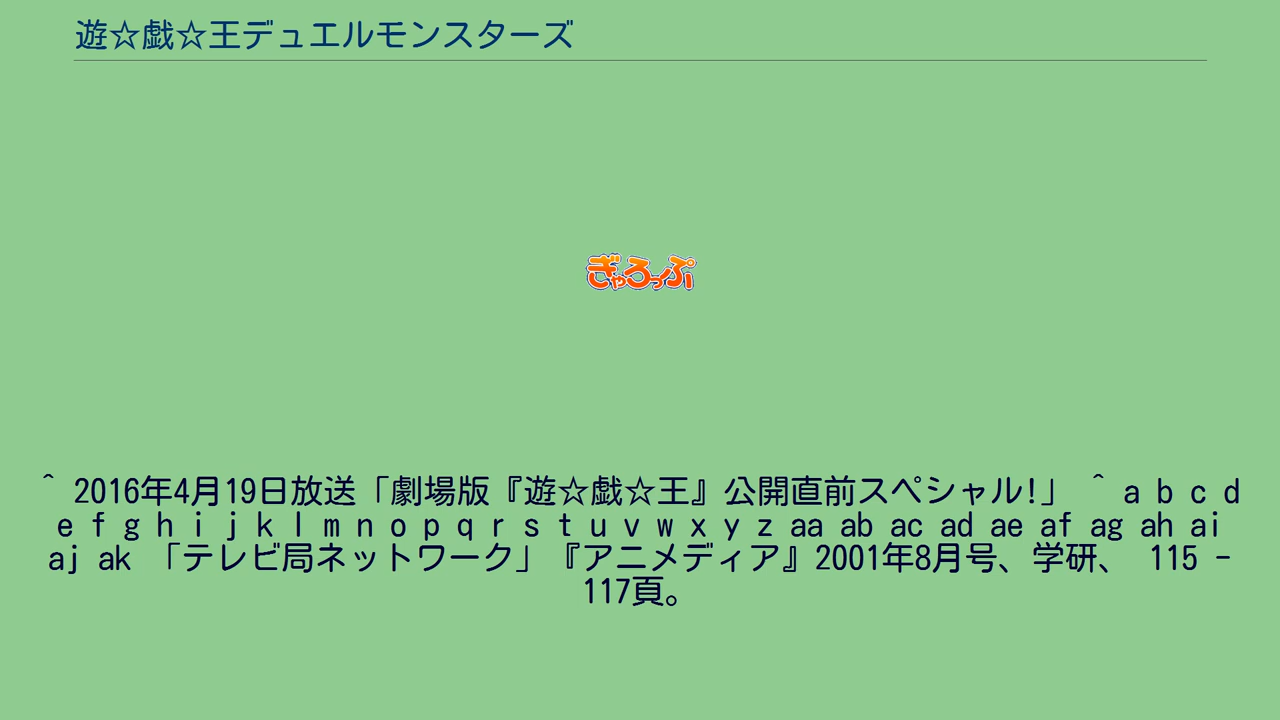 遊☆戯☆王デュエルモンスターズ
ぎゃろっぷ
^ 2016年4月19日放送「劇場版『遊☆戯☆王』公開直前スペシャル!」 ^ a b c d
e f g h i j k l m n o p q r s t u v w x y z aa ab ac ad ae af ag ah ai
aj ak 「テレビ局ネットワーク」『アニメディア』2001年8月号、学研、 115 -
117頁。